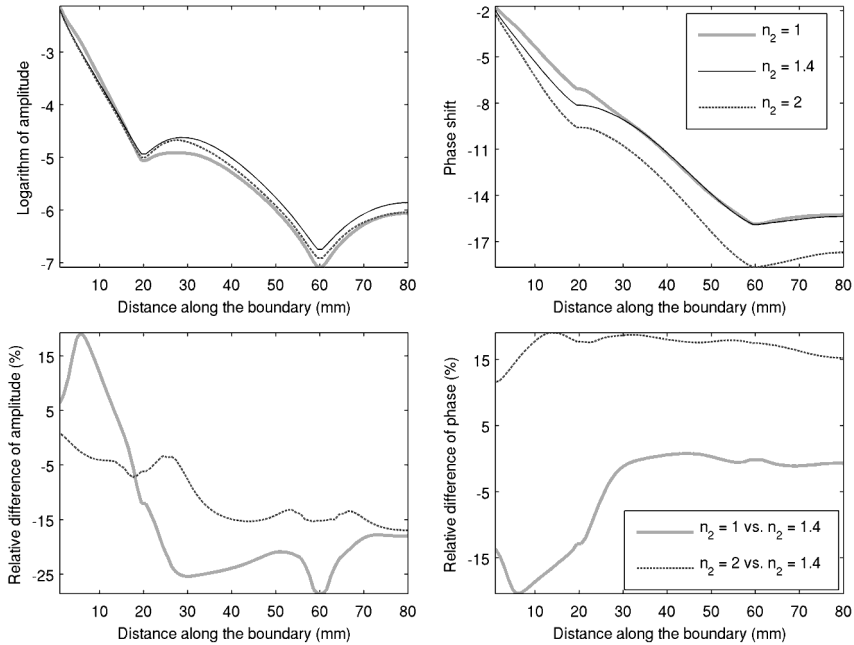 Logarithm of amplitude
-3
-4
-5
-6
-7
10 20 30 40 50 60 70 80
Distance along the boundary (mm)
Phase shift
-2
-5
-8
-11
-14
-17
10 20 30 40 50 60 70 80
Distance along the boundary (mm)
n2 = 1
n2 = 1.4
n2 = 2
Relative difference of amplitude (%)
15
5
-5
-15
-25
10 20 30 40 50 60 70 80
Distance along the boundary (mm)
Relative difference of phase (%)
15
5
-5
-15
10 20 30 40 50 60 70 80
Distance along the boundary (mm)
n2 = 1 vs. n2 = 1.4
n2 = 2 vs. n2 = 1.4